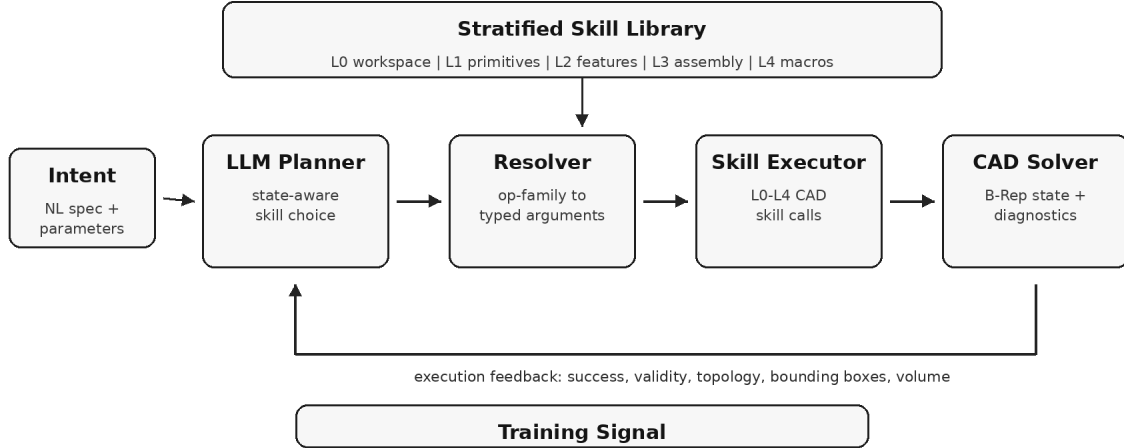 Stratified Skill Library
L0 workspace | L1 primitives | L2 features | L3 assembly | L4 macros
Intent
NL spec +
parameters
LLM Planner
state-aware
skill choice
Resolver
op-family to
typed arguments
Skill Executor
L0-L4 CAD
skill calls
CAD Solver
B-Rep state +
diagnostics
execution feedback: success, validity, topology, bounding boxes, volume
Training Signal